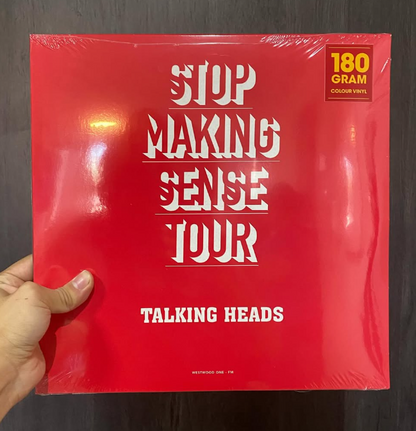 180
GRAM
COLOUR VINYL
STOP
MAKING
SENSE
TOUR
TALKING HEADS
WESTWOOD ONE - FM